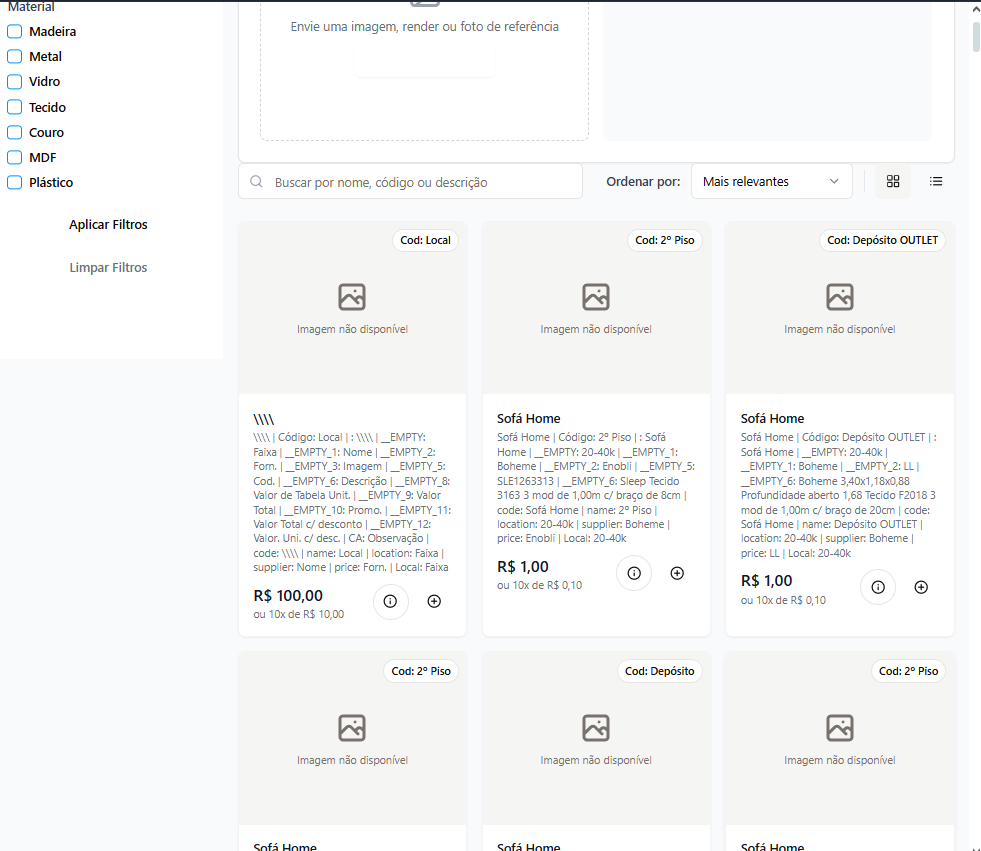 Material
Madeira
Metal
Vidro
Tecido
Couro
MDF
Plástico
Aplicar Filtros
Limpar Filtros
Envie uma imagem, render ou foto de referência
Buscar por nome, código ou descrição
Ordenar por:
Mais relevantes
Cod: Local
Imagem não disponível
\\\\
\\\\ | Código: Local | : \\\\ | __EMPTY:
Faixa | __EMPTY_1: Nome | __EMPTY_2:
Forn. | __EMPTY_3: Imagem | __EMPTY_5:
Cod. | __EMPTY_6: Descrição | __EMPTY_8:
Valor de Tabela Unit. | __EMPTY_9: Valor
Total | __EMPTY_10: Promo. | __EMPTY_11:
Valor Total c/ desconto | __EMPTY_12:
Valor. Uni. c/ desc. | CA: Observação |
code: \\\\ | name: Local | location: Faixa |
supplier: Nome | price: Forn. | Local: Faixa
R$ 100,00
ou 10x de R$ 10,00
Cod: 2º Piso
Imagem não disponível
Sofá Home
Sofá Home | Código: 2º Piso | : Sofá
Home | __EMPTY: 20-40k | __EMPTY_1:
Boheme | __EMPTY_2: Enobli | __EMPTY_5:
SLE1263313 | __EMPTY_6: Sleep Tecido
3163 3 mod de 1,00m c/ braço de 8cm |
code: Sofá Home | name: 2º Piso |
location: 20-40k | supplier: Boheme |
price: Enobli | Local: 20-40k
R$ 1,00
ou 10x de R$ 0,10
Cod: Depósito OUTLET
Imagem não disponível
Sofá Home
Sofá Home | Código: Depósito OUTLET | :
Sofá Home | __EMPTY: 20-40k |
__EMPTY_1: Boheme | __EMPTY_2: LL |
__EMPTY_6: Boheme 3,40x1,18x0,88
Profundidade aberto 1,68 Tecido F2018 3
mod de 1,00m c/ braço de 20cm | code:
Sofá Home | name: Depósito OUTLET |
location: 20-40k | supplier: Boheme |
price: LL | Local: 20-40k
R$ 1,00
ou 10x de R$ 0,10
Cod: 2º Piso
Imagem não disponível
Sofá Home
Cod: Depósito
Imagem não disponível
Sofá Home
Cod: 2º Piso
Imagem não disponível
Sofá Home